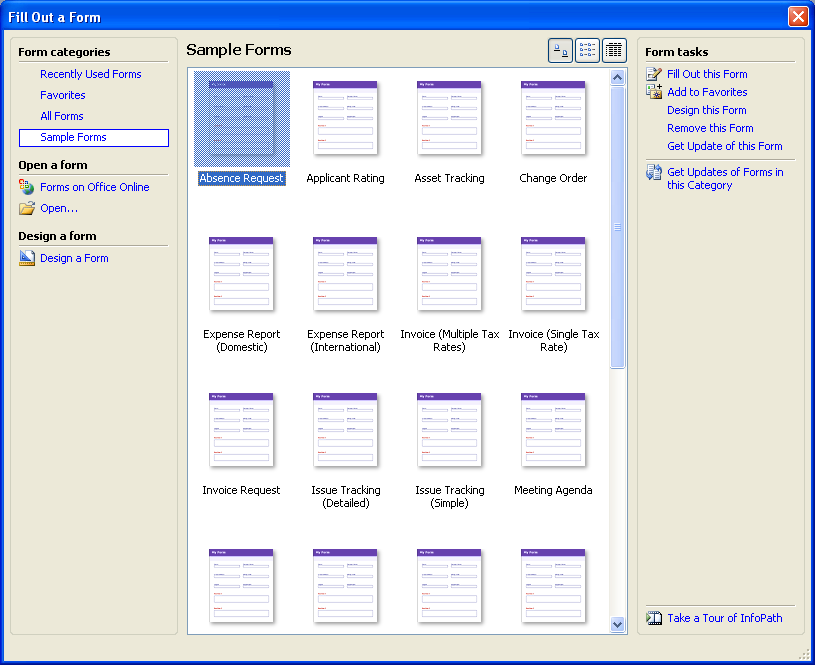 Fill Out a Form
Form categories
Recently Used Forms
Favorites
All Forms
Sample Forms
Open a form
Forms on Office Online
Open...
Design a form
Design a Form
Sample Forms
Absence Request
Applicant Rating
Asset Tracking
Change Order
Expense Report
(Domestic)
Expense Report
(International)
Invoice (Multiple Tax
Rates)
Invoice (Single Tax
Rate)
Invoice Request
Issue Tracking
(Detailed)
Issue Tracking
(Simple)
Meeting Agenda
Form tasks
Fill Out this Form
Add to Favorites
Design this Form
Remove this Form
Get Update of this Form
Get Updates of Forms in
this Category
Take a Tour of InfoPath